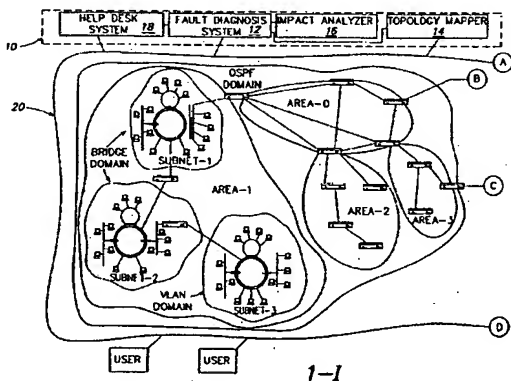 HELP DESK SYSTEM 18
FAULT DIAGNOSIS SYSTEM 12
IMPACT ANALYZER 16
TOPOLOGY MAPPER 14
10
20
A
OSPF DOMAIN
B
AREA-0
SUBNET-1
BRIDGE DOMAIN
AREA-1
C
AREA-2
AREA-3
SUBNET-2
VLAN DOMAIN
SUBNET-3
D
USER
USER
1-I